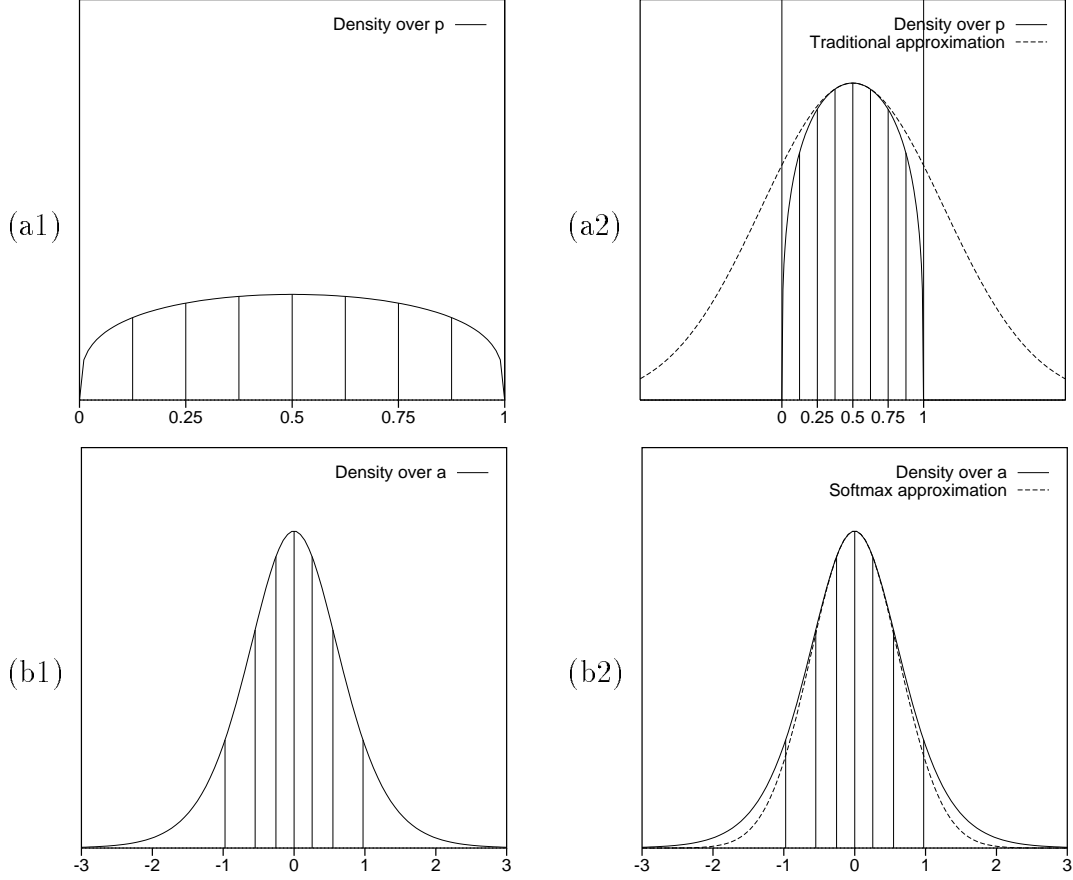 Density over p
(a1)
0 0.25 0.5 0.75 1
Density over p
Traditional approximation
(a2)
0 0.25 0.5 0.75 1
Density over a
(b1)
-3 -2 -1 0 1 2 3
Density over a
Softmax approximation
(b2)
-3 -2 -1 0 1 2 3